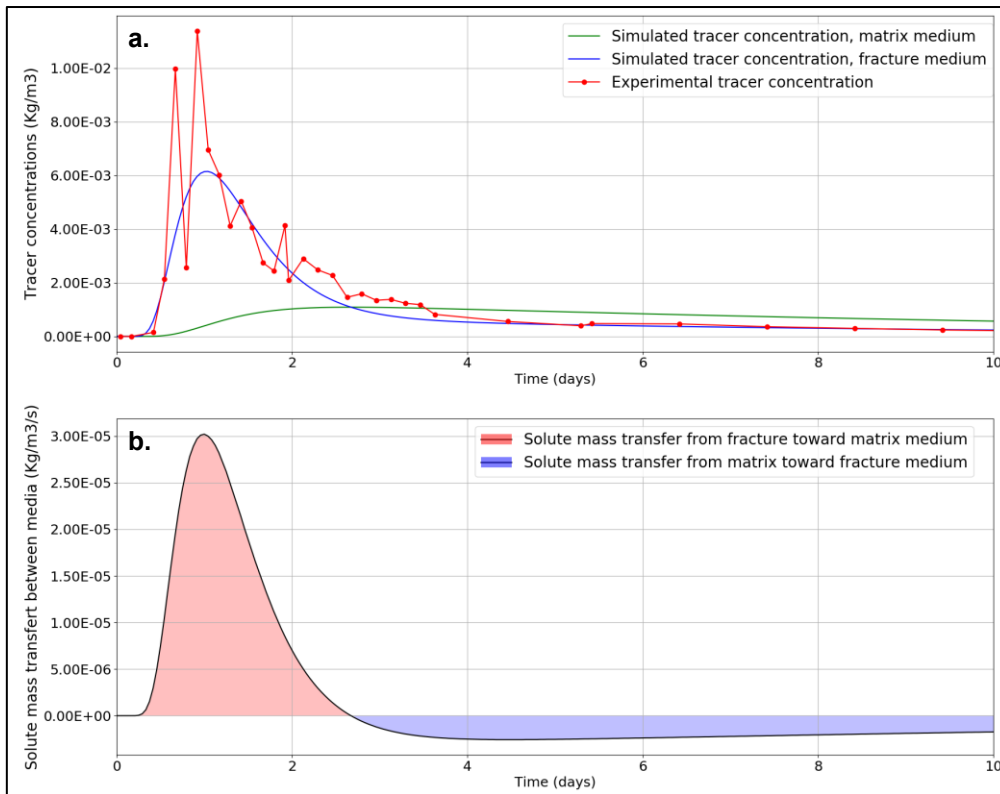 a.
Simulated tracer concentration, matrix medium
Simulated tracer concentration, fracture medium
Experimental tracer concentration
Tracer concentrations (Kg/m3)
1.00E-02
8.00E-03
6.00E-03
4.00E-03
2.00E-03
0.00E+00
0 2 4 6 8 10
Time (days)
b.
Solute mass transfer from fracture toward matrix medium
Solute mass transfer from matrix toward fracture medium
Solute mass transfert between media (Kg/m3/s)
3.00E-05
2.50E-05
2.00E-05
1.50E-05
1.00E-05
5.00E-06
0.00E+00
0 2 4 6 8 10
Time (days)